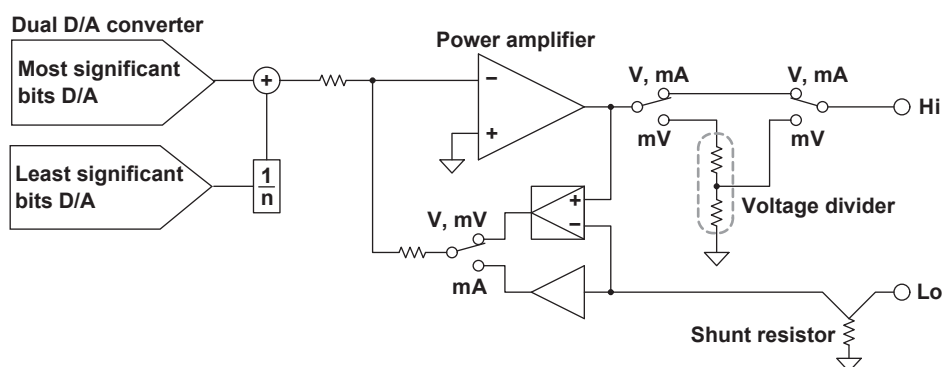 Dual D/A converter
Most significant
bits D/A
+
Least significant
bits D/A
1
n
Power amplifier
−
+
V, mA
mV
V, mA
mV
Hi
Voltage divider
+
−
V, mV
mA
Lo
Shunt resistor